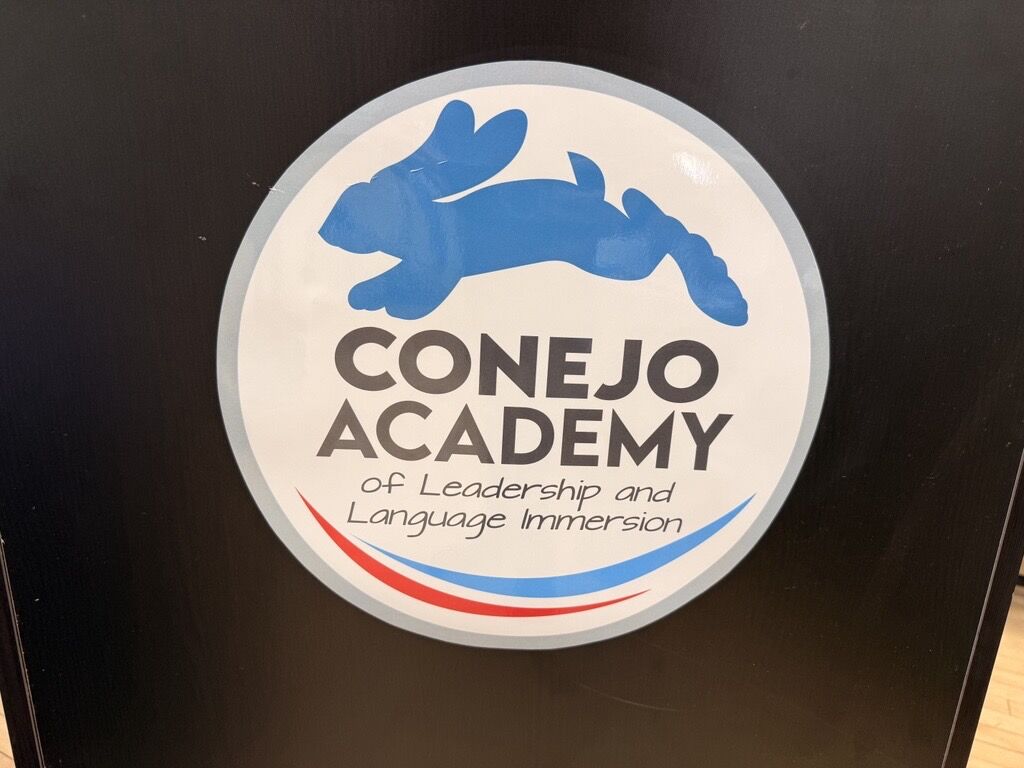 CONEJO
ACADEMY
of Leadership and
Language Immersion